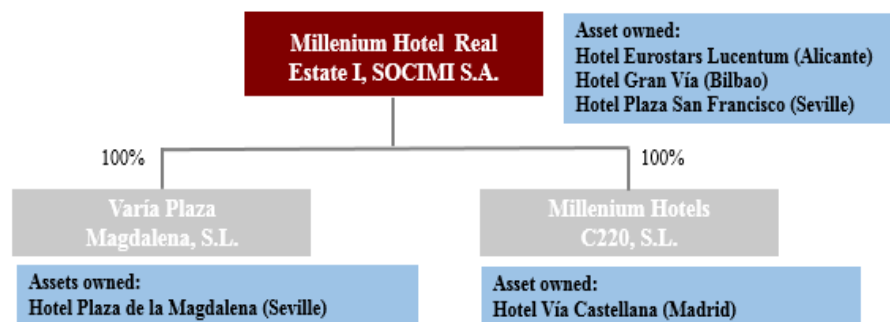 Millenium Hotel Real
Estate I, SOCIMI S.A.
Asset owned:
Hotel Eurostars Lucentum (Alicante)
Hotel Gran Vía (Bilbao)
Hotel Plaza San Francisco (Seville)
100%
100%
Varía Plaza
Magdalena, S.L.
Millenium Hotels
C220, S.L.
Assets owned:
Hotel Plaza de la Magdalena (Seville)
Asset owned:
Hotel Vía Castellana (Madrid)